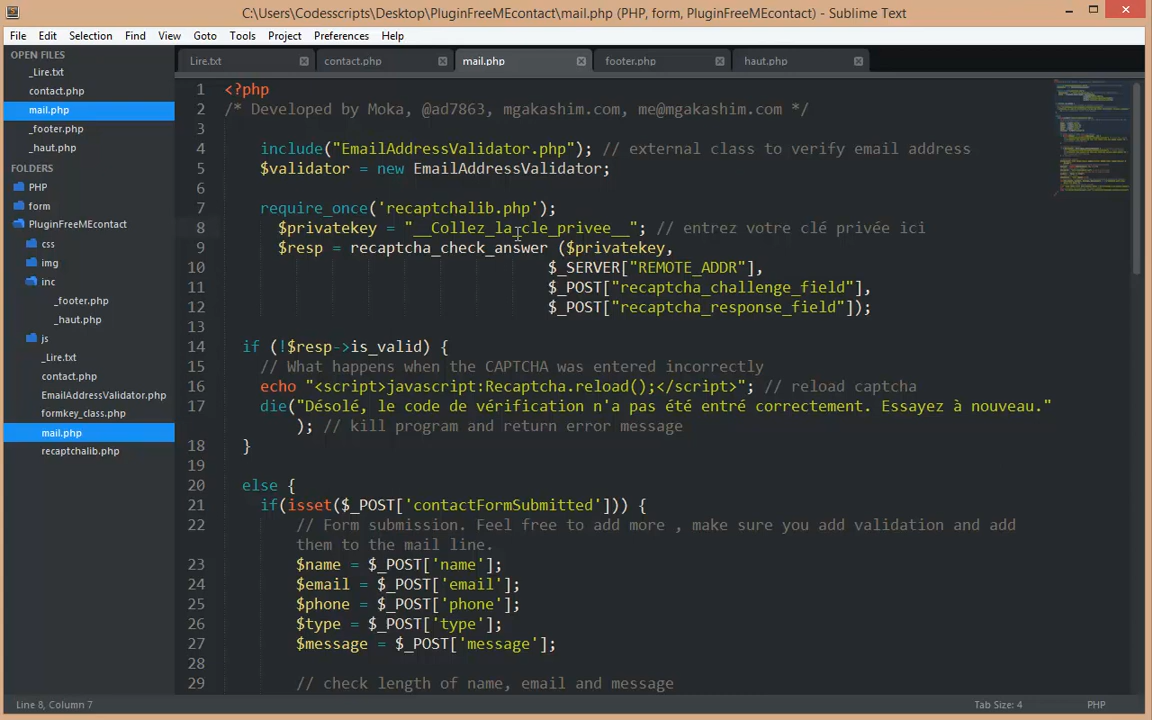 C:\Users\Codesscripts\Desktop\PluginFreeMEcontact\mail.php (PHP, form, PluginFreeMEcontact) - Sublime Text
File Edit Selection Find View Goto Tools Project Preferences Help
OPEN FILES
_Lire.txt
contact.php
mail.php
_footer.php
_haut.php
FOLDERS
PHP
form
PluginFreeMEcontact
css
img
inc
_footer.php
_haut.php
js
_Lire.txt
contact.php
EmailAddressValidator.php
formkey_class.php
mail.php
recaptchalib.php
Lire.txt contact.php mail.php footer.php haut.php
1 <?php
2 /* Developed by Moka, @ad7863, mgakashim.com, me@mgakashim.com */
3
4 include("EmailAddressValidator.php"); // external class to verify email address
5 $validator = new EmailAddressValidator;
6
7 require_once('recaptchalib.php');
8 $privatekey = "__Collez_la_cle_privee__"; // entrez votre clé privée ici
9 $resp = recaptcha_check_answer ($privatekey,
10 $_SERVER["REMOTE_ADDR"],
11 $_POST["recaptcha_challenge_field"],
12 $_POST["recaptcha_response_field"]);
13
14 if (!$resp->is_valid) {
15 // What happens when the CAPTCHA was entered incorrectly
16 echo "<script>javascript:Recaptcha.reload();</script>"; // reload captcha
17 die("Désolé, le code de vérification n'a pas été entré correctement. Essayez à nouveau."
); // kill program and return error message
18 }
19
20 else {
21 if(isset($_POST['contactFormSubmitted'])) {
22 // Form submission. Feel free to add more , make sure you add validation and add
them to the mail line.
23 $name = $_POST['name'];
24 $email = $_POST['email'];
25 $phone = $_POST['phone'];
26 $type = $_POST['type'];
27 $message = $_POST['message'];
28
29 // check length of name, email and message
Line 8, Column 7 Tab Size: 4 PHP